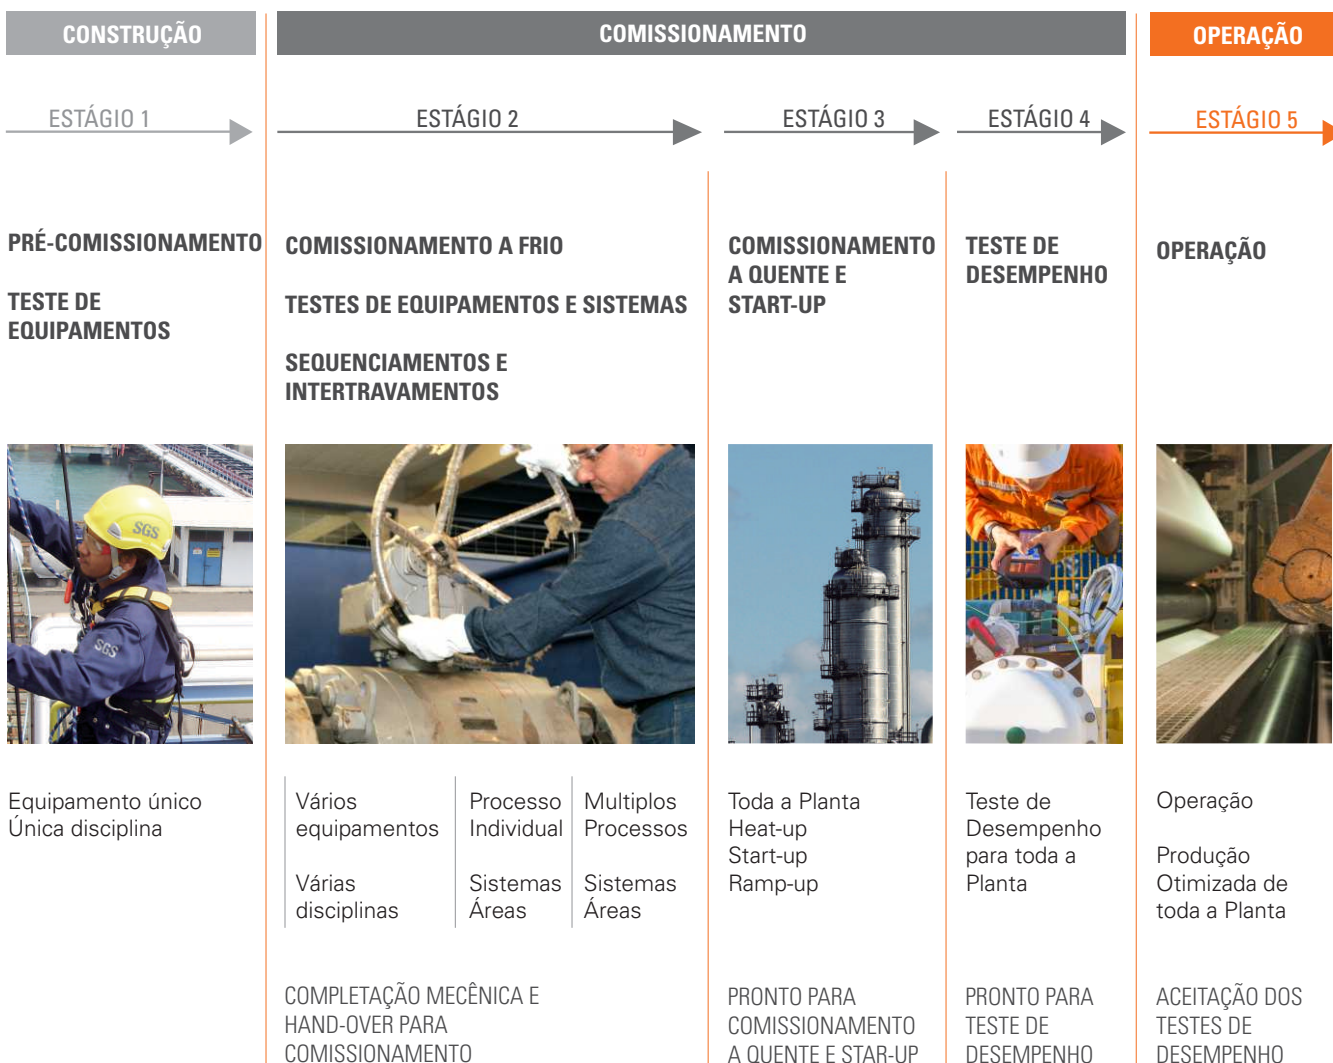 CONSTRUÇÃO
COMISSIONAMENTO
OPERAÇÃO
ESTÁGIO 1
ESTÁGIO 2
ESTÁGIO 3
ESTÁGIO 4
ESTÁGIO 5
PRÉ-COMISSIONAMENTO
TESTE DE
EQUIPAMENTOS
COMISSIONAMENTO A FRIO
TESTES DE EQUIPAMENTOS E SISTEMAS
SEQUENCIAMENTOS E
INTERTRAVAMENTOS
COMISSIONAMENTO
A QUENTE E
START-UP
TESTE DE
DESEMPENHO
OPERAÇÃO
SGS
SGS
Equipamento único
Única disciplina
Vários
equipamentos
Várias
disciplinas
Processo
Individual
Sistemas
Áreas
Multiplos
Processos
Sistemas
Áreas
Toda a Planta
Heat-up
Start-up
Ramp-up
Teste de
Desempenho
para toda a
Planta
Operação
Produção
Otimizada de
toda a Planta
COMPLETAÇÃO MECÊNICA E
HAND-OVER PARA
COMISSIONAMENTO
PRONTO PARA
COMISSIONAMENTO
A QUENTE E STAR-UP
PRONTO PARA
TESTE DE
DESEMPENHO
ACEITAÇÃO DOS
TESTES DE
DESEMPENHO